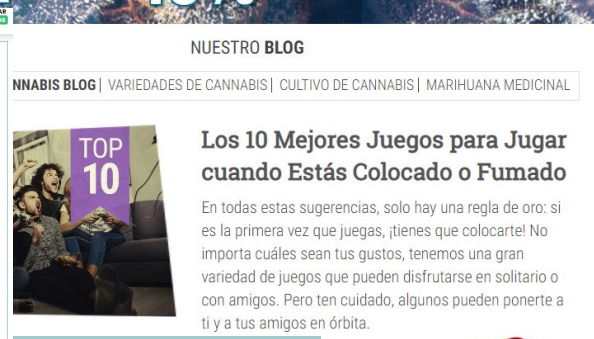 NUESTRO BLOG
NNABIS BLOG | VARIEDADES DE CANNABIS | CULTIVO DE CANNABIS | MARIHUANA MEDICINAL
TOP
10
Los 10 Mejores Juegos para Jugar
cuando Estás Colocado o Fumado
En todas estas sugerencias, solo hay una regla de oro: si
es la primera vez que juegas, ¡tienes que colocarte! No
importa cuáles sean tus gustos, tenemos una gran
variedad de juegos que pueden disfrutarse en solitario o
con amigos. Pero ten cuidado, algunos pueden ponerte a
ti y a tus amigos en órbita.